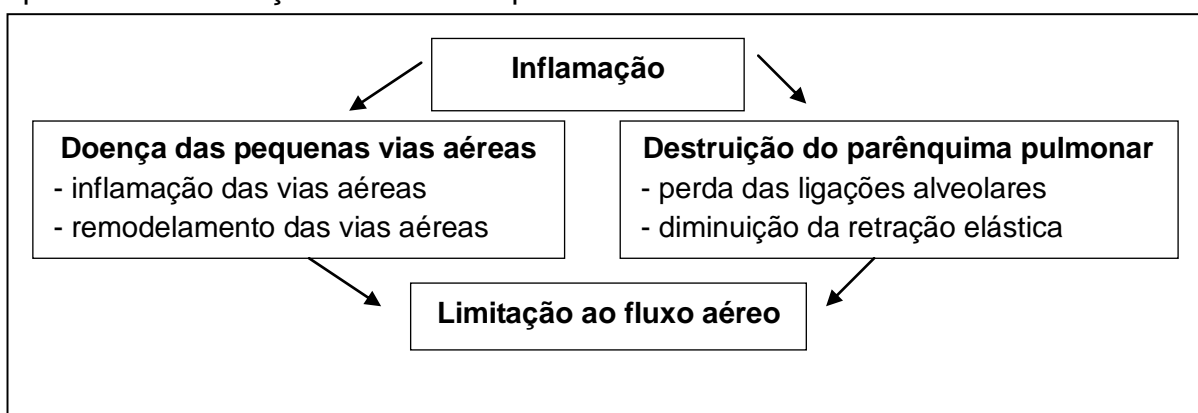 Inflamação
Doença das pequenas vias aéreas
- inflamação das vias aéreas
- remodelamento das vias aéreas
Destruição do parênquima pulmonar
- perda das ligações alveolares
- diminuição da retração elástica
Limitação ao fluxo aéreo